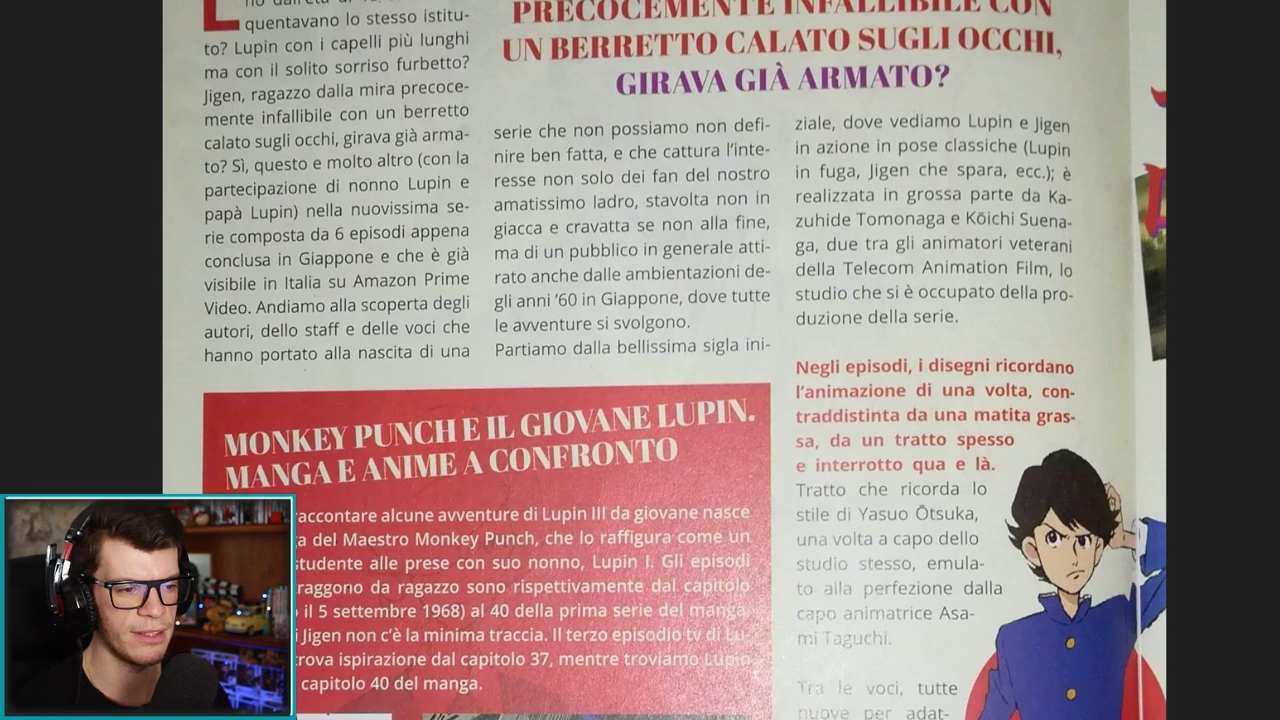 quentavano lo stesso istitu-
to? Lupin con i capelli più lunghi
ma con il solito sorriso furbetto?
Jigen, ragazzo dalla mira precoce-
mente infallibile con un berretto
calato sugli occhi, girava già arma-
to? Sì, questo e molto altro (con la
partecipazione di nonno Lupin e
papà Lupin) nella nuovissima se-
rie composta da 6 episodi appena
conclusa in Giappone e che è già
visibile in Italia su Amazon Prime
Video. Andiamo alla scoperta degli
autori, dello staff e delle voci che
hanno portato alla nascita di una
PRECOCEMENTE INFALLIBILE CON
UN BERRETTO CALATO SUGLI OCCHI,
GIRAVA GIÀ ARMATO?
serie che non possiamo non defi-
nire ben fatta, e che cattura l'inte-
resse non solo dei fan del nostro
amatissimo ladro, stavolta non in
giacca e cravatta se non alla fine,
ma di un pubblico in generale atti-
rato anche dalle ambientazioni de-
gli anni '60 in Giappone, dove tutte
le avventure si svolgono.
Partiamo dalla bellissima sigla ini-
ziale, dove vediamo Lupin e Jigen
in azione in pose classiche (Lupin
in fuga, Jigen che spara, ecc.); è
realizzata in grossa parte da Ka-
zuhide Tomonaga e Kōichi Suena-
ga, due tra gli animatori veterani
della Telecom Animation Film, lo
studio che si è occupato della pro-
duzione della serie.
Negli episodi, i disegni ricordano
l'animazione di una volta, con-
traddistinta da una matita gras-
sa, da un tratto spesso
e interrotto qua e là.
Tratto che ricorda lo
stile di Yasuo Ōtsuka,
una volta a capo dello
studio stesso, emula-
to alla perfezione dalla
capo animatrice Asa-
mi Taguchi.
Tra le voci, tutte
nuove per adat-
MONKEY PUNCH E IL GIOVANE LUPIN.
MANGA E ANIME A CONFRONTO
raccontare alcune avventure di Lupin III da giovane nasce
del Maestro Monkey Punch, che lo raffigura come un
studente alle prese con suo nonno, Lupin I. Gli episodi
traggono da ragazzo sono rispettivamente dal capitolo
il 5 settembre 1968) al 40 della prima serie del manga
Jigen non c'è la minima traccia. Il terzo episodio tv di Lu-
trova ispirazione dal capitolo 37, mentre troviamo Lupin
capitolo 40 del manga.